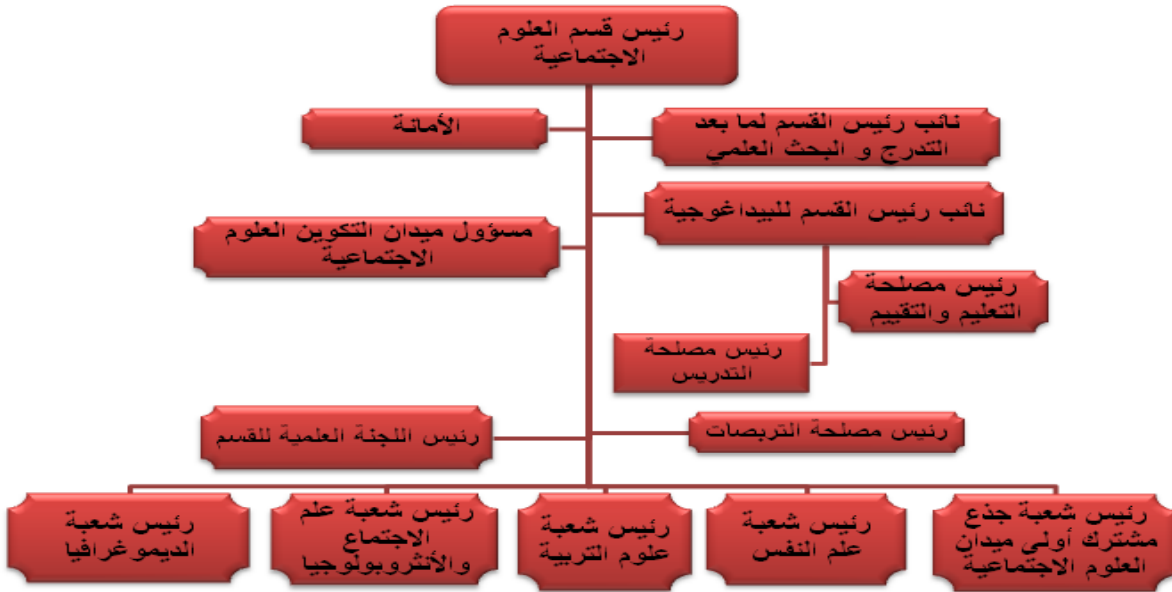 رئيس قسم العلوم
الاجتماعية
نائب رئيس القسم لما بعد
التدرج و البحث العلمي
الأمانة
نائب رئيس القسم للبيداغوجية
مسؤول ميدان التكوين العلوم
الاجتماعية
رئيس مصلحة
التعليم والتقييم
رئيس مصلحة
التدريس
رئيس مصلحة التربصات
رئيس اللجنة العلمية للقسم
رئيس شعبة جذع
مشترك أولى ميدان
العلوم الاجتماعية
رئيس شعبة
علم النفس
رئيس شعبة
علوم التربية
رئيس شعبة علم
الاجتماع
والأنثروبولوجيا
رئيس شعبة
الديموغرافيا